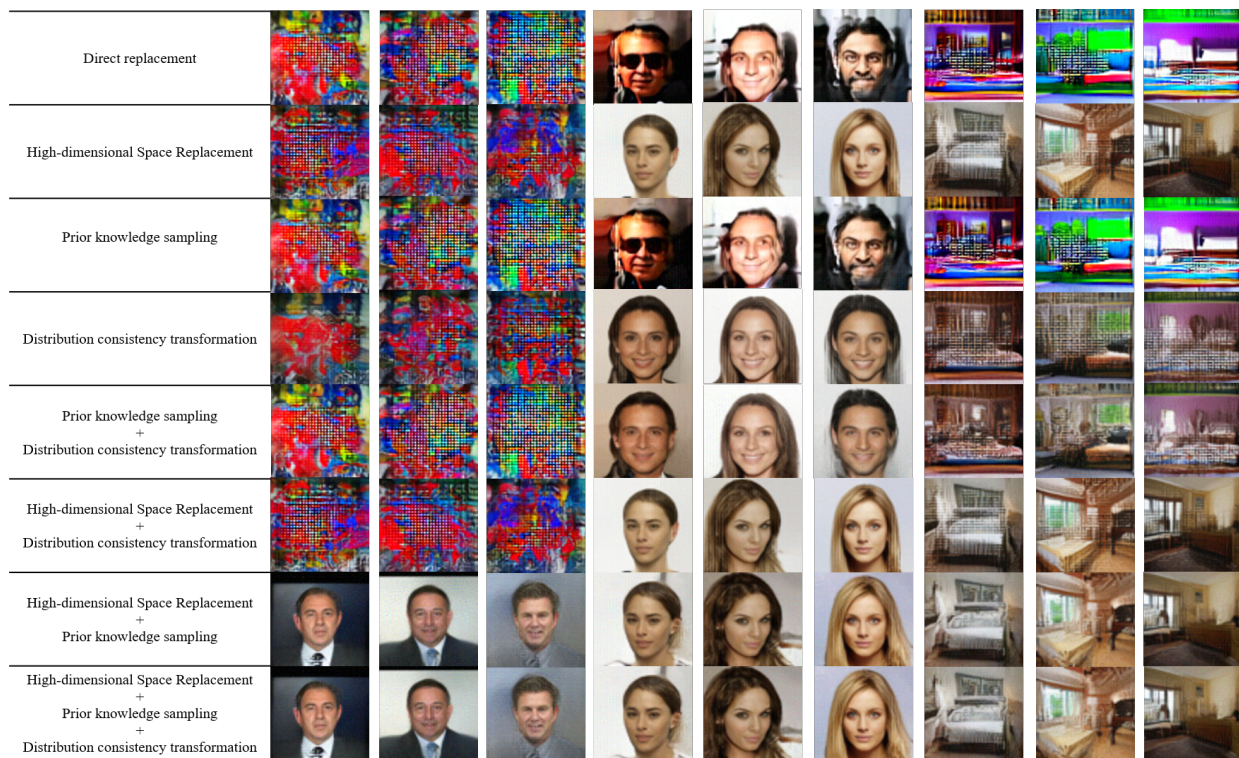 Direct replacement
High-dimensional Space Replacement
Prior knowledge sampling
Distribution consistency transformation
Prior knowledge sampling
+
Distribution consistency transformation
High-dimensional Space Replacement
+
Distribution consistency transformation
High-dimensional Space Replacement
+
Prior knowledge sampling
High-dimensional Space Replacement
+
Prior knowledge sampling
+
Distribution consistency transformation